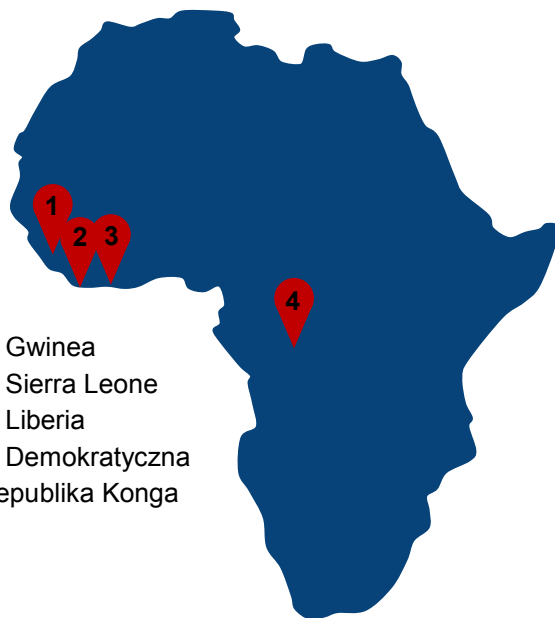 1
2
3
4
Gwinea
Sierra Leone
Liberia
Demokratyczna
epublika Konga